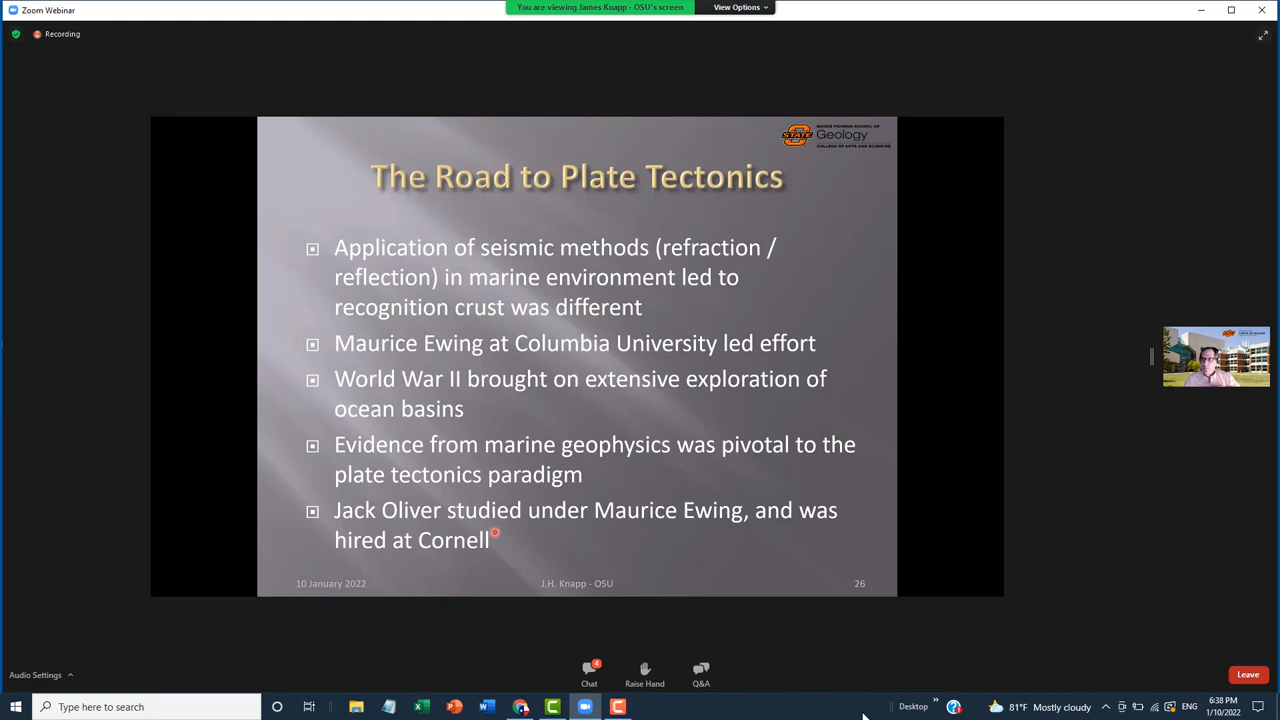 Zoom Webinar
You are viewing James Knapp - OSU's screen
View Options
Recording
STATE
BOONE PICKENS SCHOOL OF
Geology
COLLEGE OF ARTS AND SCIENCES
The Road to Plate Tectonics
Application of seismic methods (refraction /
reflection) in marine environment led to
recognition crust was different
Maurice Ewing at Columbia University led effort
World War II brought on extensive exploration of
ocean basins
Evidence from marine geophysics was pivotal to the
plate tectonics paradigm
Jack Oliver studied under Maurice Ewing, and was
hired at Cornell
10 January 2022
J.H. Knapp - OSU
26
Audio Settings
4
Chat
Raise Hand
Q&A
Leave
Type here to search
Desktop
81°F Mostly cloudy
ENG
6:38 PM
1/10/2022